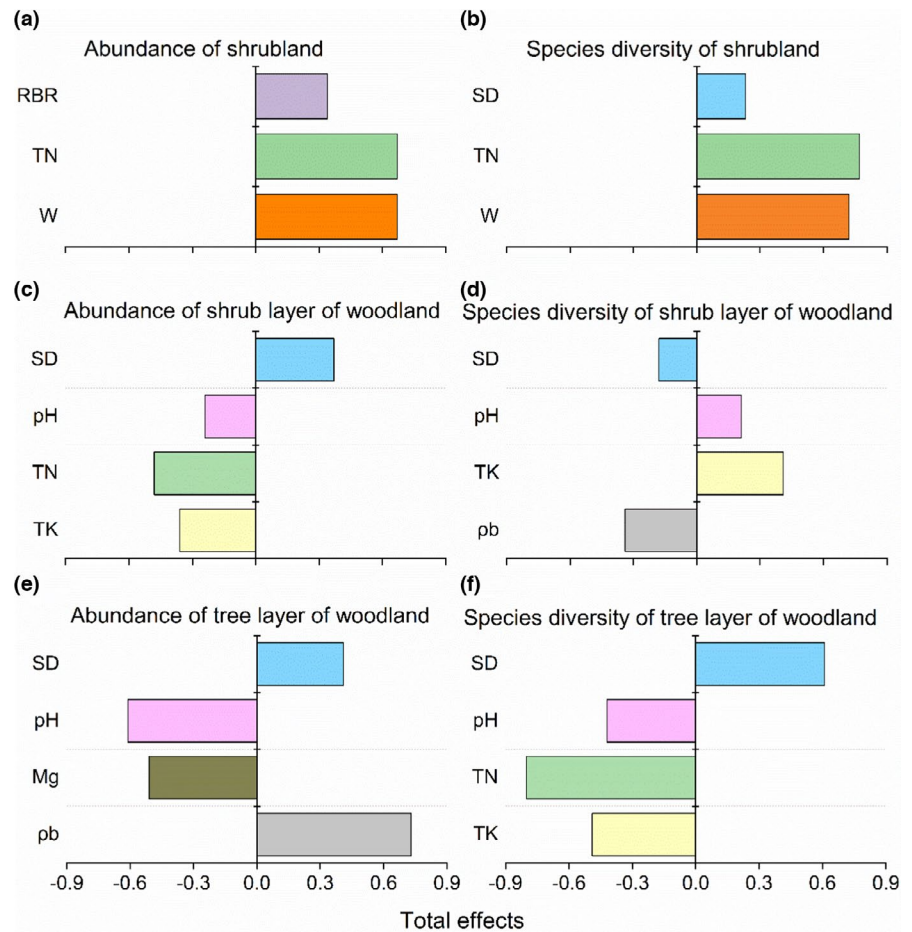 (a)
Abundance of shrubland
RBR
TN
W
(b)
Species diversity of shrubland
SD
TN
W
(c)
Abundance of shrub layer of woodland
SD
pH
TN
TK
(d)
Species diversity of shrub layer of woodland
SD
pH
TK
ρb
(e)
Abundance of tree layer of woodland
SD
pH
Mg
ρb
-0.9 -0.6 -0.3 0.0 0.3 0.6 0.9
(f)
Species diversity of tree layer of woodland
SD
pH
TN
TK
-0.9 -0.6 -0.3 0.0 0.3 0.6 0.9
Total effects